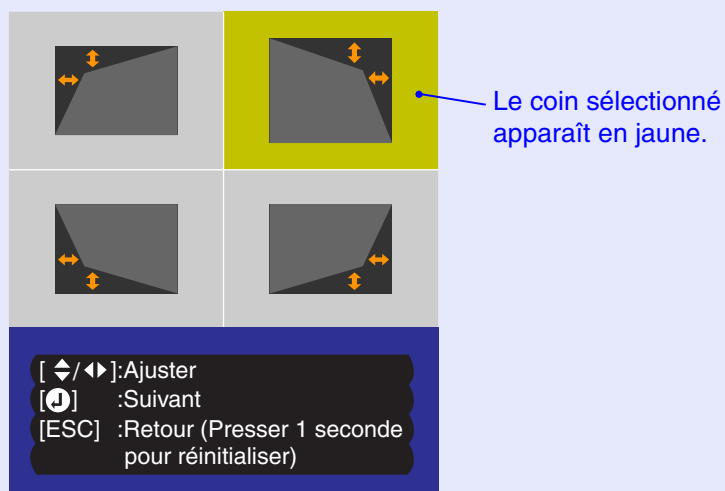 Le coin sélectionné
apparaît en jaune.
[ / ]:Ajuster
[ ] :Suivant
[ESC] :Retour (Presser 1 seconde
pour réinitialiser)